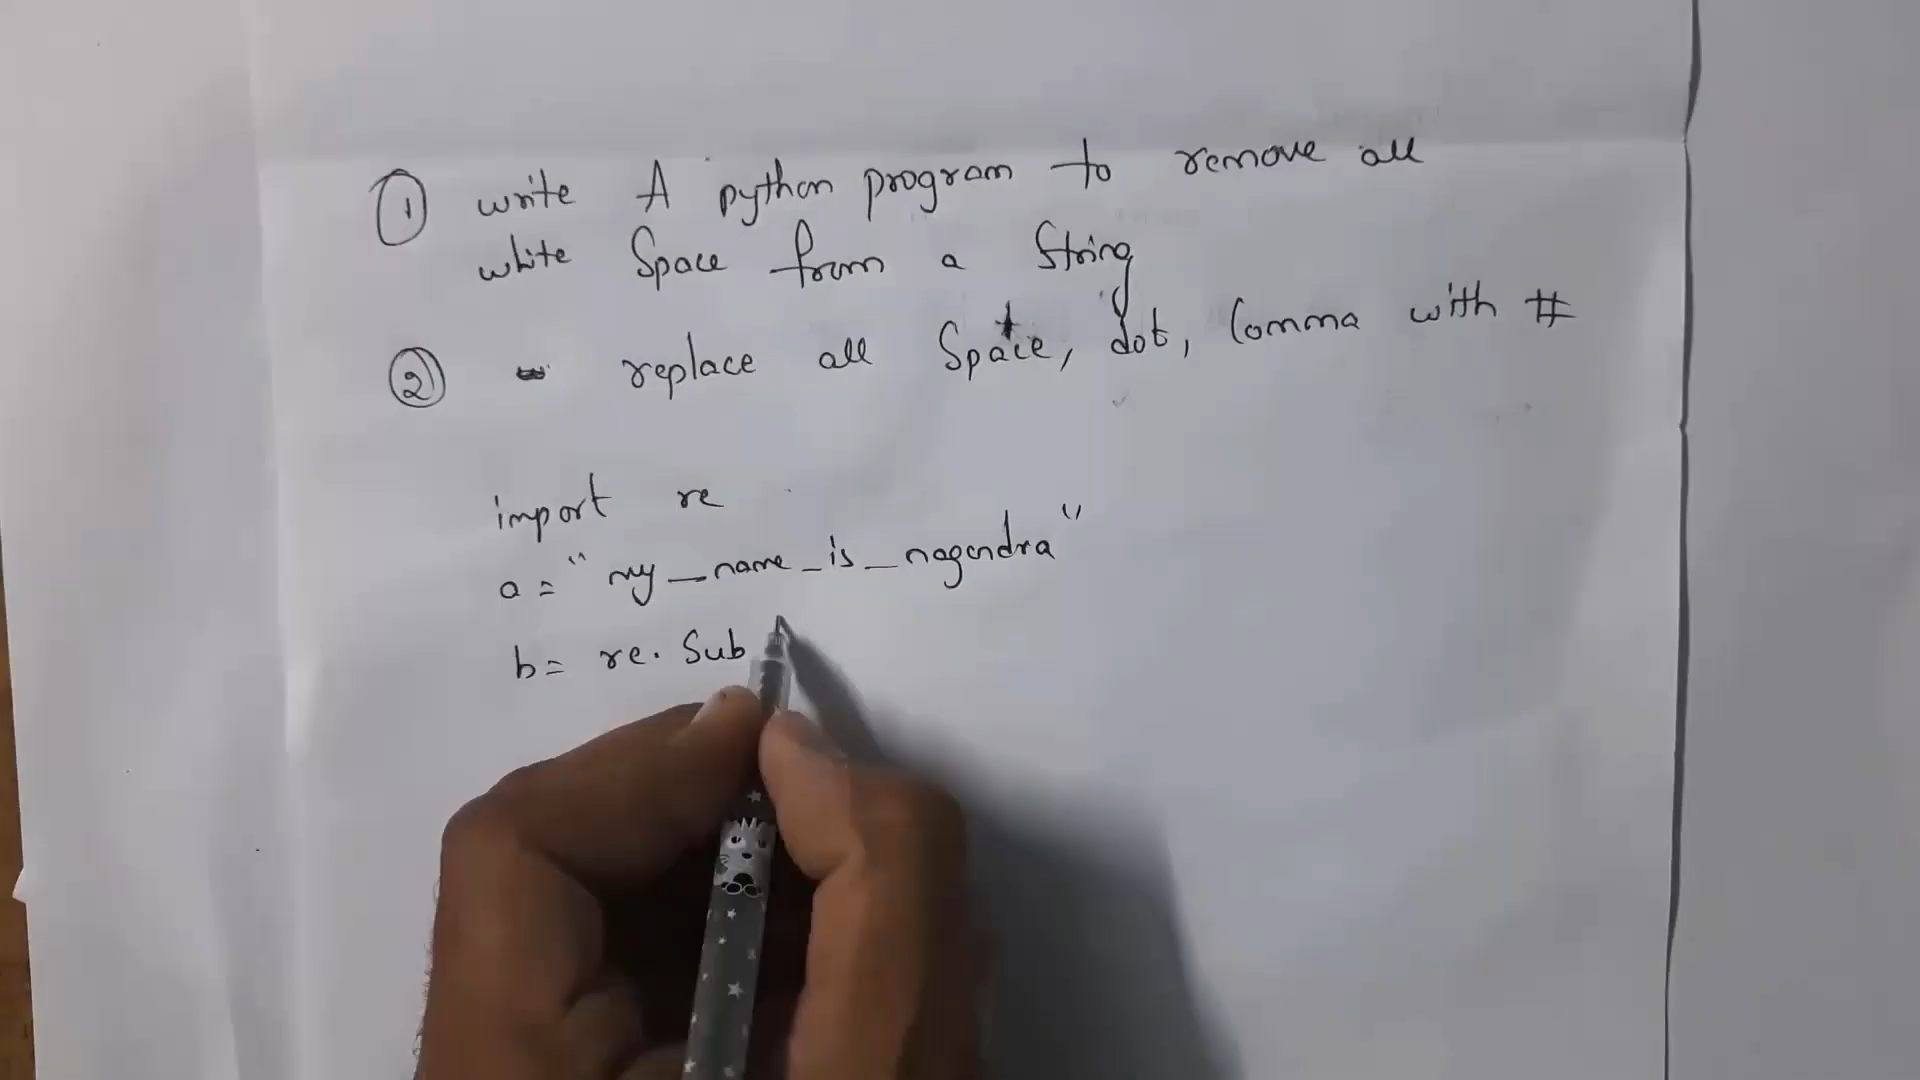 ① write A python program to remove all
white Space from a String
② replace all Space, dot, Comma with #
import re
a = "my_name_is_nagendra"
b = re.Sub